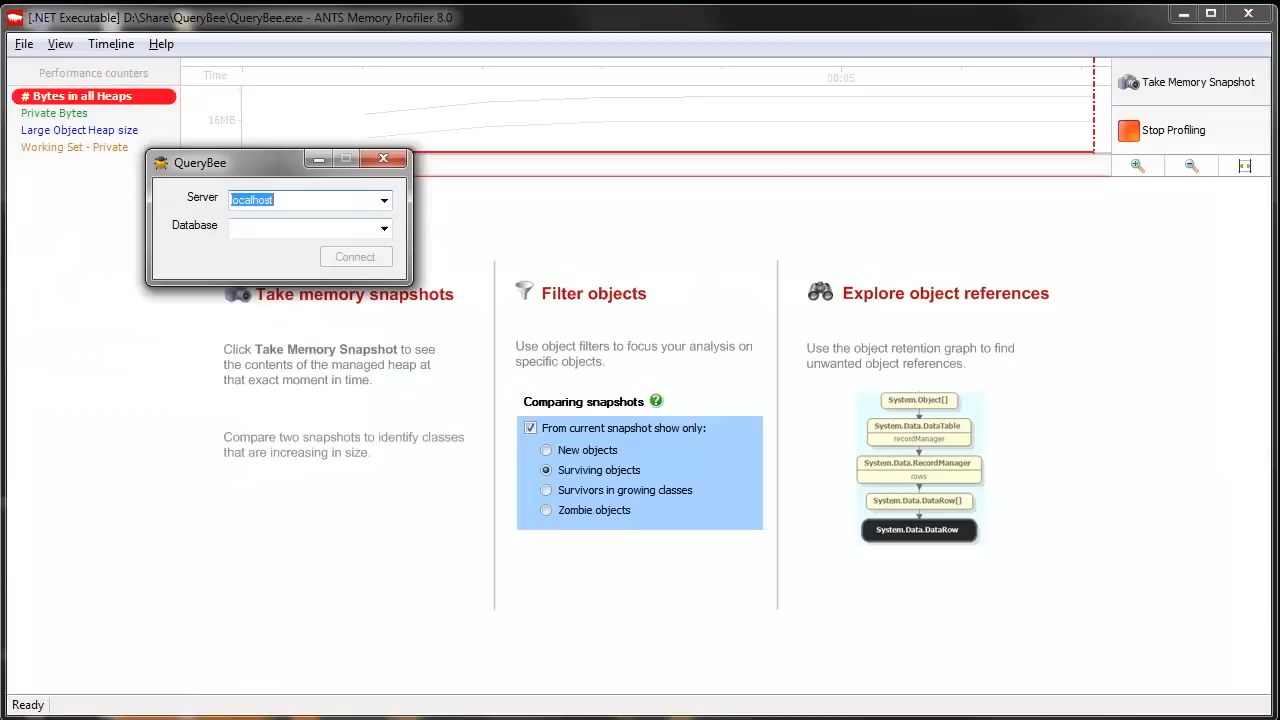 [.NET Executable] D:\Share\QueryBee\QueryBee.exe - ANTS Memory Profiler 8.0
File View Timeline Help
Performance counters
# Bytes in all Heaps
Private Bytes
Large Object Heap size
Working Set - Private
Time
00:05
16MB
Take Memory Snapshot
Stop Profiling
QueryBee
Server localhost
Database
Connect
Take memory snapshots
Click Take Memory Snapshot to see
the contents of the managed heap at
that exact moment in time.
Compare two snapshots to identify classes
that are increasing in size.
Filter objects
Use object filters to focus your analysis on
specific objects.
Comparing snapshots ?
From current snapshot show only:
New objects
Surviving objects
Survivors in growing classes
Zombie objects
Explore object references
Use the object retention graph to find
unwanted object references.
System.Object[]
System.Data.DataTable
recordManager
System.Data.RecordManager
rows
System.Data.DataRow[]
System.Data.DataRow
Ready